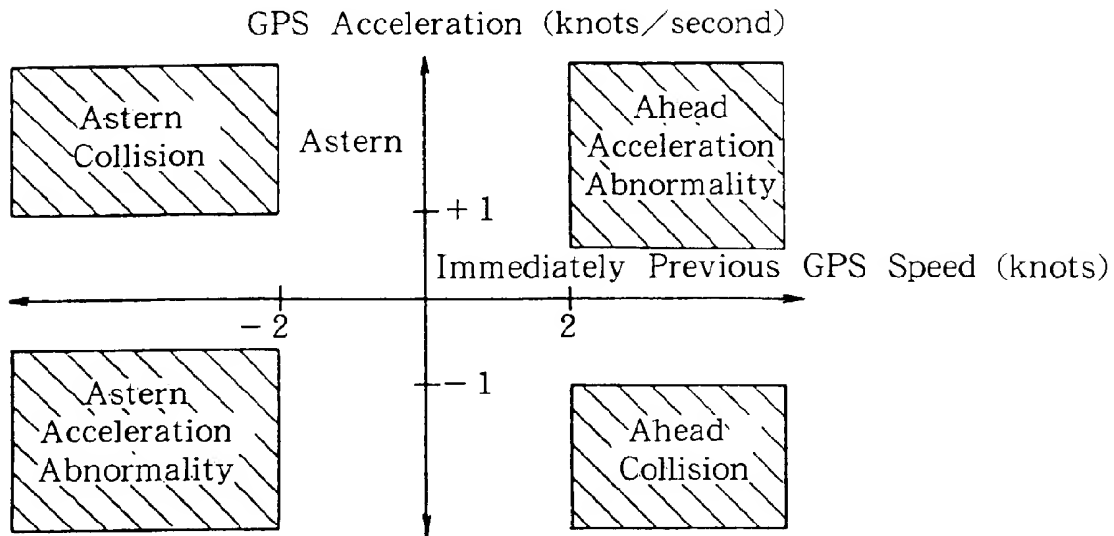 GPS Acceleration (knots/second)
Astern
Collision
Astern
Ahead
Acceleration
Abnormality
+1
Immediately Previous GPS Speed (knots)
-2
2
-1
Astern
Acceleration
Abnormality
Ahead
Collision